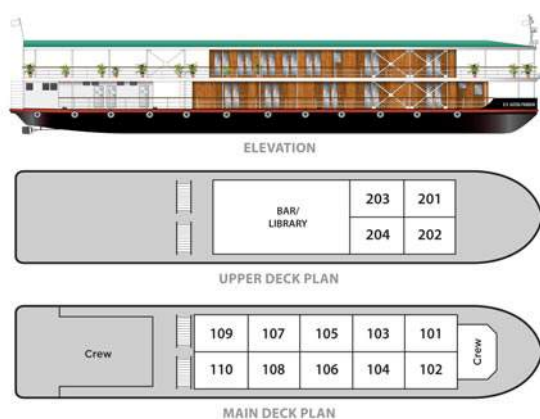 ELEVATION
BAR/
LIBRARY
203
201
204
202
UPPER DECK PLAN
Crew
109
107
105
103
101
110
108
106
104
102
Crew
MAIN DECK PLAN